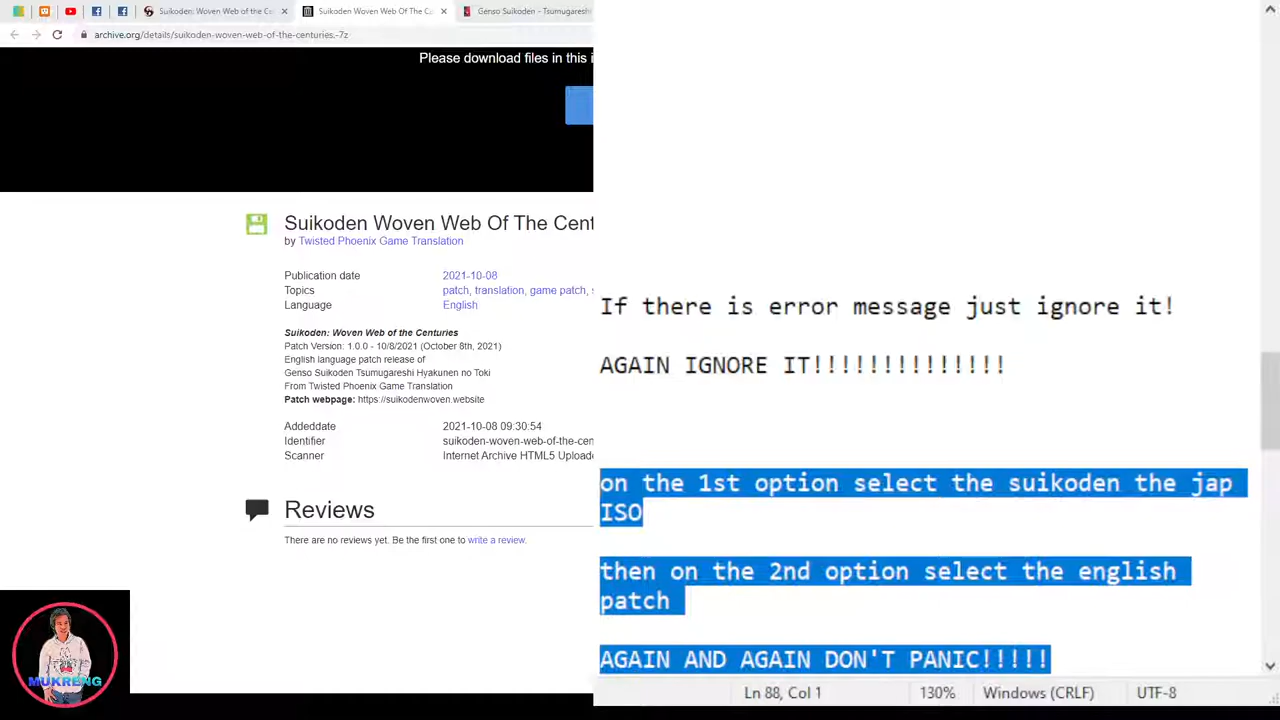 Suikoden: Woven Web of the Cen
Suikoden Woven Web Of The Ce
Genso Suikoden - Tsumugareshi
archive.org/details/suikoden-woven-web-of-the-centuries.-7z
Please download files in this i
Suikoden Woven Web Of The Cent
by Twisted Phoenix Game Translation
Publication date 2021-10-08
Topics patch, translation, game patch, s
Language English
Suikoden: Woven Web of the Centuries
Patch Version: 1.0.0 - 10/8/2021 (October 8th, 2021)
English language patch release of
Genso Suikoden Tsumugareshi Hyakunen no Toki
From Twisted Phoenix Game Translation
Patch webpage: https://suikodenwoven.website
Addeddate 2021-10-08 09:30:54
Identifier suikoden-woven-web-of-the-cen
Scanner Internet Archive HTML5 Uploade
Reviews
There are no reviews yet. Be the first one to write a review.
MUKRENG
If there is error message just ignore it!
AGAIN IGNORE IT!!!!!!!!!!!!!!
on the 1st option select the suikoden the jap
ISO
then on the 2nd option select the english
patch
AGAIN AND AGAIN DON'T PANIC!!!!!
Ln 88, Col 1 130% Windows (CRLF) UTF-8